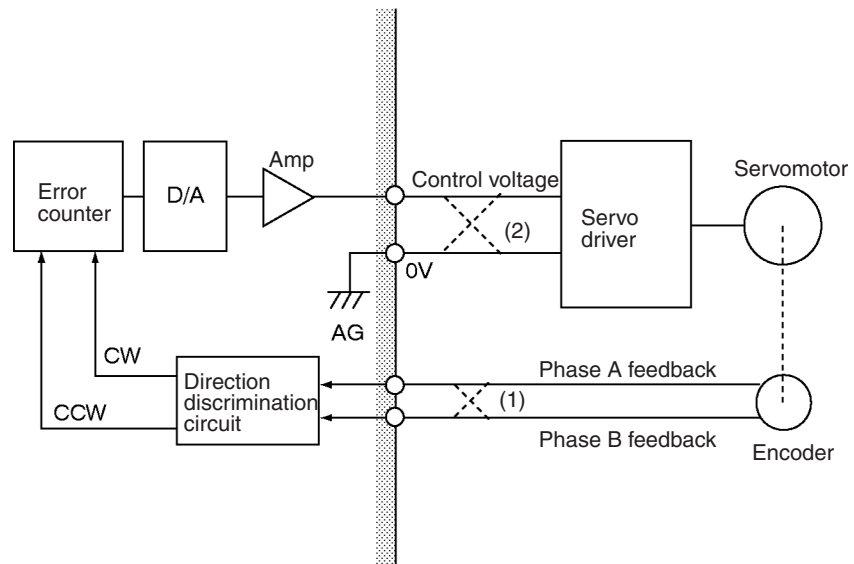 Amp
Servomotor
Error
counter
D/A
Control voltage
(2)
Servo
driver
0V
AG
CW
CCW
Direction
discrimination
circuit
Phase A feedback
(1)
Phase B feedback
Encoder